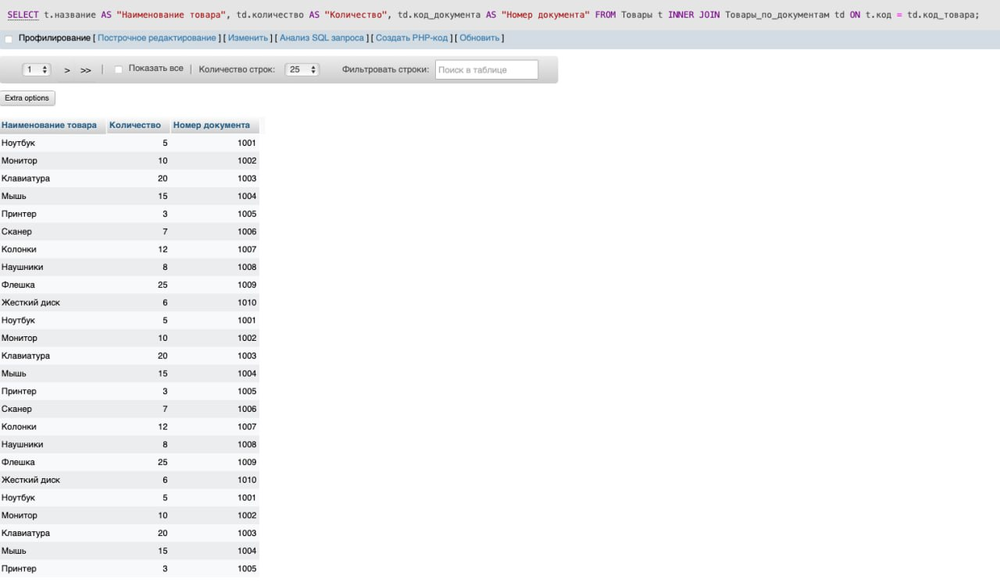 SELECT t.название AS "Наименование товара", td.количество AS "Количество", td.код_документа AS "Номер документа" FROM Товары t INNER JOIN Товары_по_документам td ON t.код = td.код_товара;
Профилирование [ Построчное редактирование ] [ Изменить ] [ Анализ SQL запроса ] [ Создать PHP-код ] [ Обновить ]
1 > >> | Показать все | Количество строк: 25 Фильтровать строки: Поиск в таблице
Extra options
Наименование товара Количество Номер документа
Ноутбук 5 1001
Монитор 10 1002
Клавиатура 20 1003
Мышь 15 1004
Принтер 3 1005
Сканер 7 1006
Колонки 12 1007
Наушники 8 1008
Флешка 25 1009
Жесткий диск 6 1010
Ноутбук 5 1001
Монитор 10 1002
Клавиатура 20 1003
Мышь 15 1004
Принтер 3 1005
Сканер 7 1006
Колонки 12 1007
Наушники 8 1008
Флешка 25 1009
Жесткий диск 6 1010
Ноутбук 5 1001
Монитор 10 1002
Клавиатура 20 1003
Мышь 15 1004
Принтер 3 1005